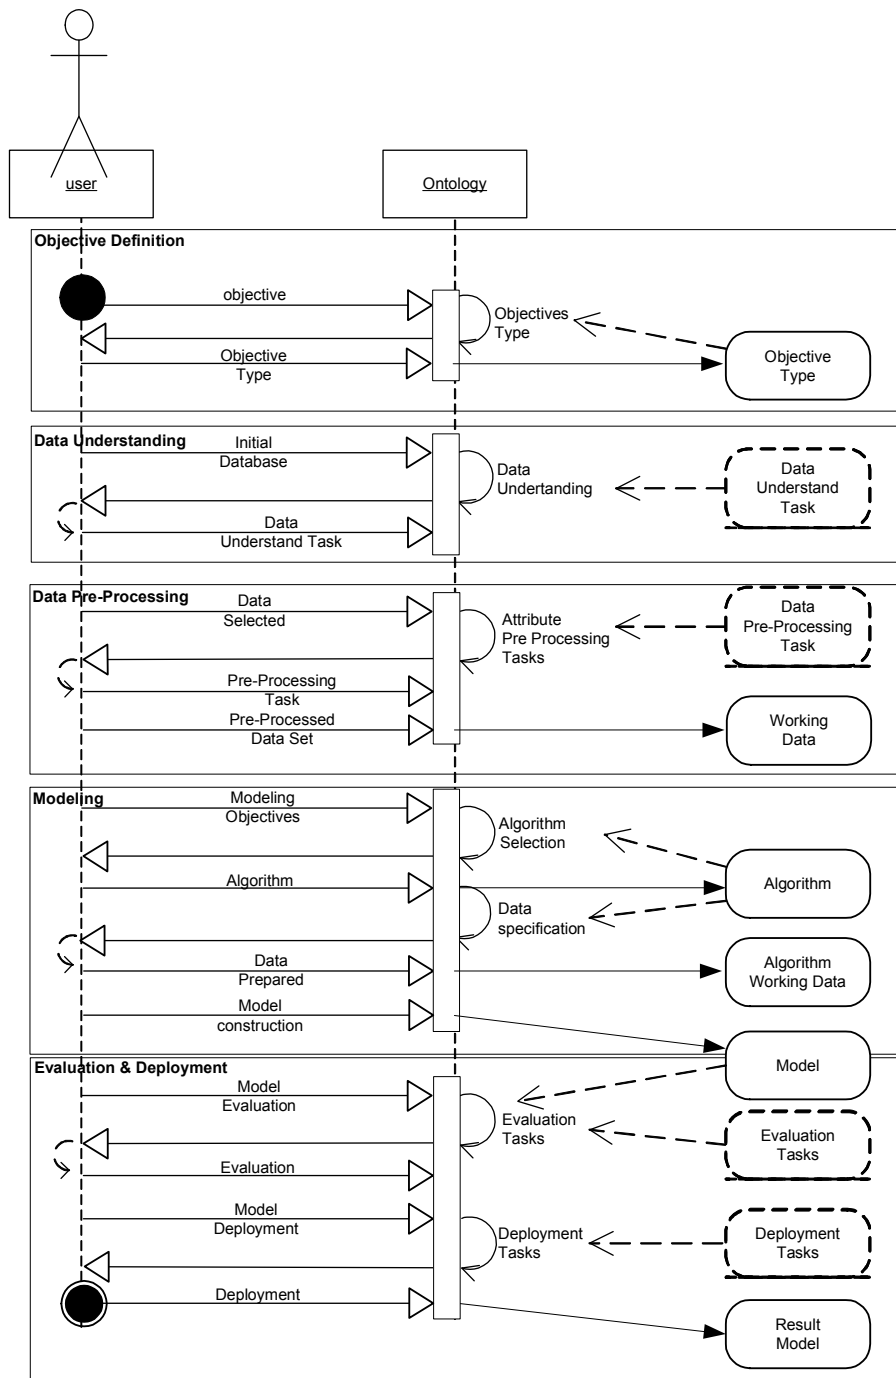 user
Ontology
Objective Definition
objective
Objectives
Type
Objective
Type
Objective
Type
Data Understanding
Initial
Database
Data
Undertanding
Data
Understand
Task
Data
Understand Task
Data Pre-Processing
Data
Selected
Attribute
Pre Processing
Tasks
Data
Pre-Processing
Task
Pre-Processing
Task
Pre-Processed
Data Set
Working
Data
Modeling
Modeling
Objectives
Algorithm
Selection
Algorithm
Algorithm
Data
specification
Data
Prepared
Algorithm
Working Data
Model
construction
Model
Evaluation & Deployment
Model
Evaluation
Evaluation
Tasks
Evaluation
Tasks
Evaluation
Model
Deployment
Deployment
Tasks
Deployment
Tasks
Deployment
Result
Model